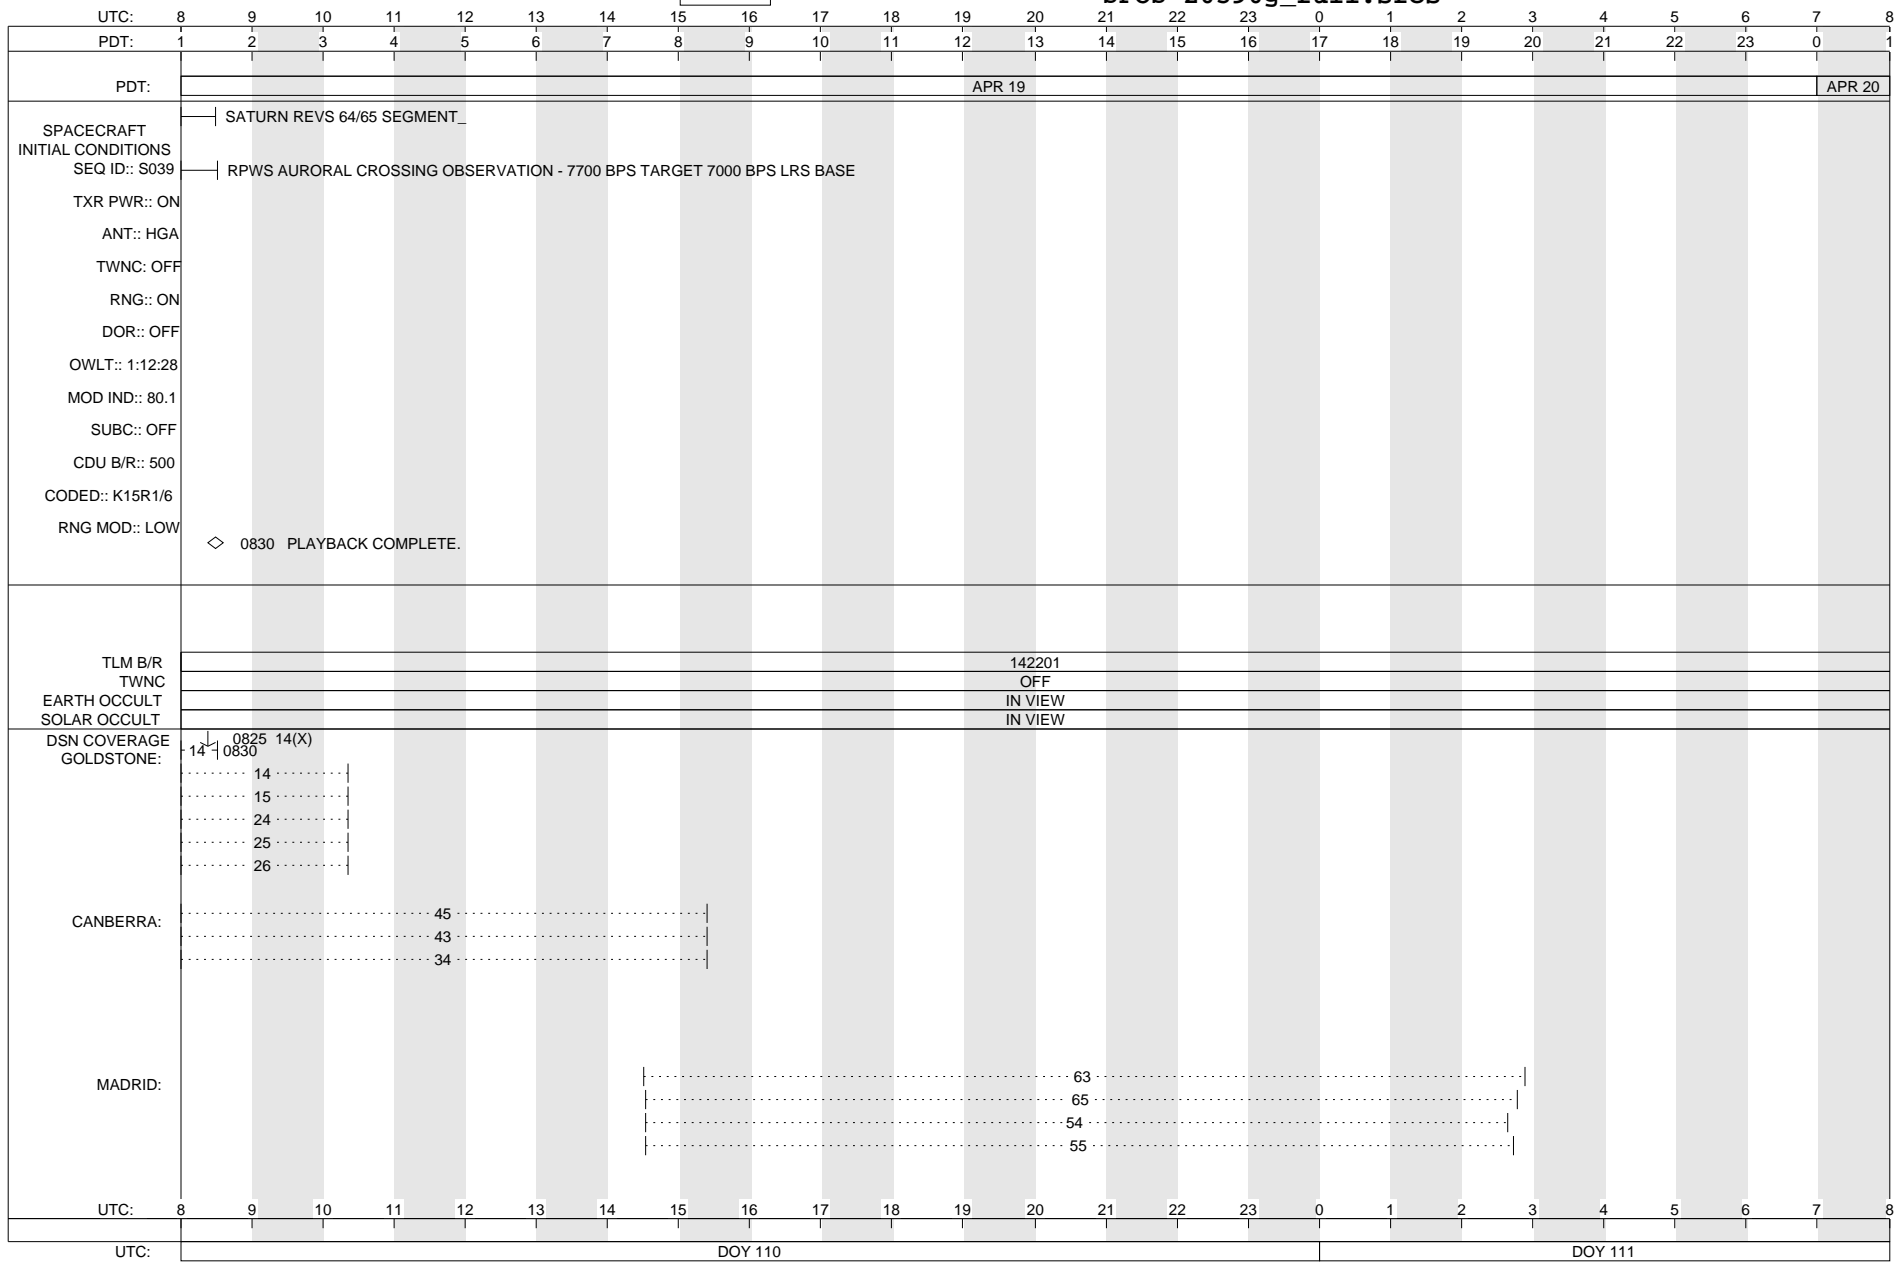 UTC: 8 9 10 11 12 13 14 15 16 17 18 19 20 21 22 23 0 1 2 3 4 5 6 7 8
PDT: 1 2 3 4 5 6 7 8 9 10 11 12 13 14 15 16 17 18 19 20 21 22 23 0 1
PDT: APR 19 APR 20
SATURN REVS 64/65 SEGMENT_
SPACECRAFT
INITIAL CONDITIONS
SEQ ID:: S039 RPWS AURORAL CROSSING OBSERVATION - 7700 BPS TARGET 7000 BPS LRS BASE
TXR PWR:: ON
ANT:: HGA
TWNC: OFF
RNG:: ON
DOR:: OFF
OWLT:: 1:12:28
MOD IND:: 80.1
SUBC:: OFF
CDU B/R:: 500
CODED:: K15R1/6
RNG MOD:: LOW
0830 PLAYBACK COMPLETE.
TLM B/R 142201
TWNC OFF
EARTH OCCULT IN VIEW
SOLAR OCCULT IN VIEW
DSN COVERAGE 0825 14(X)
14 0830
GOLDSTONE:
14
15
24
25
26
CANBERRA: 45
43
34
MADRID: 63
65
54
55
UTC: 8 9 10 11 12 13 14 15 16 17 18 19 20 21 22 23 0 1 2 3 4 5 6 7 8
UTC: DOY 110 DOY 111